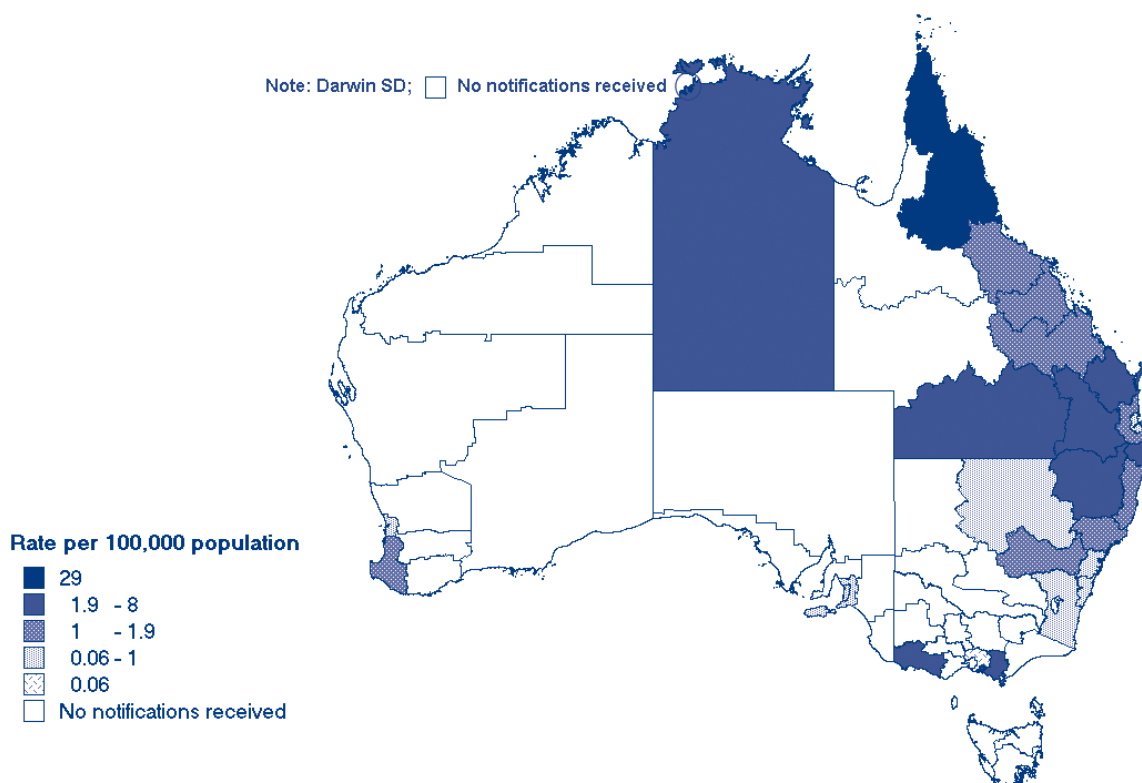 Note: Darwin SD; No notifications received
Rate per 100,000 population
29
1.9 - 8
1 - 1.9
0.06 - 1
0.06
No notifications received